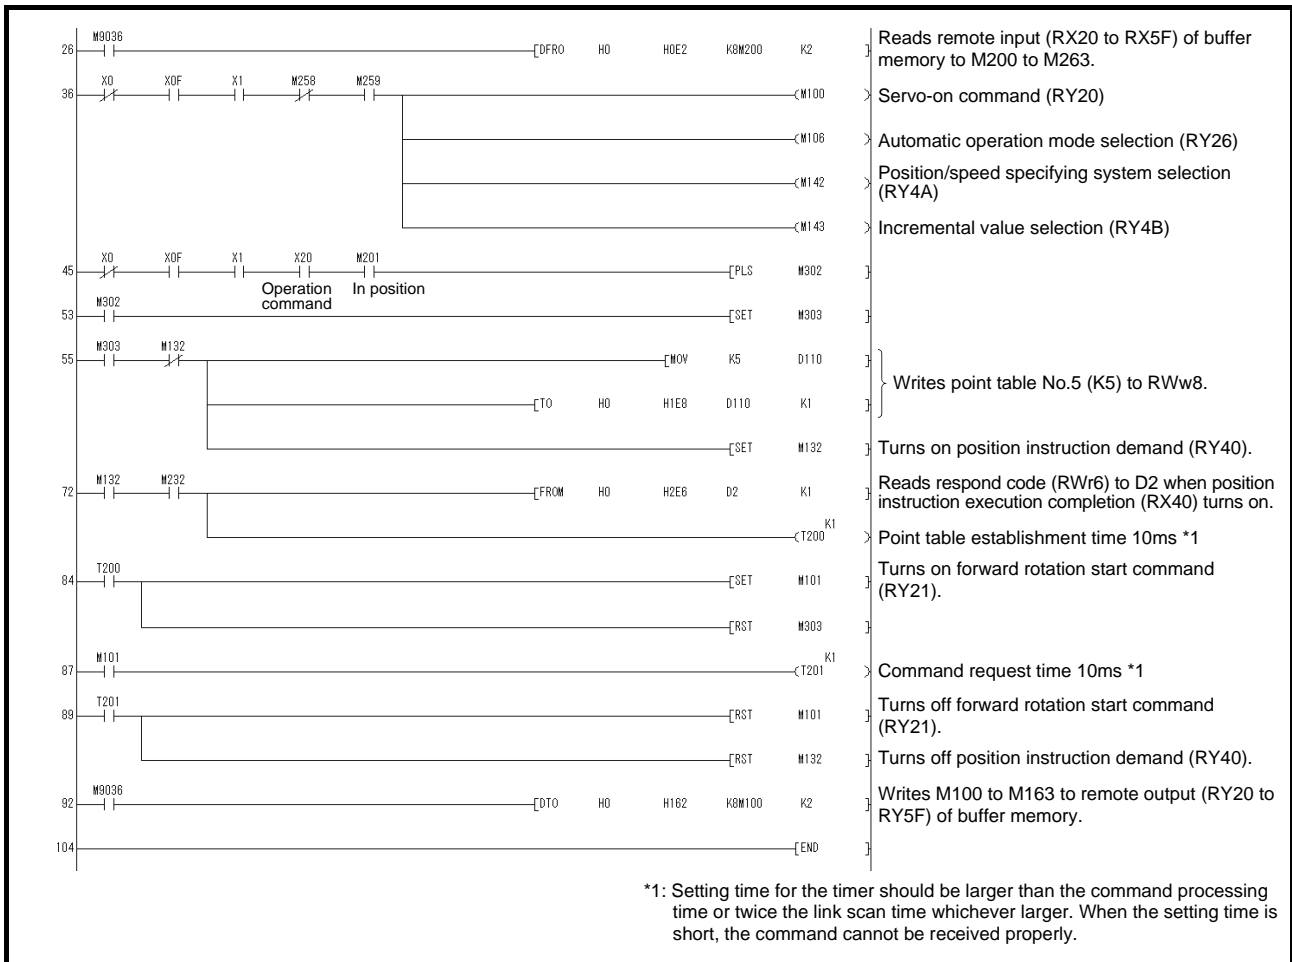 M9036
26 DFRO H0 H0E2 K8M200 K2
Reads remote input (RX20 to RX5F) of buffer
memory to M200 to M263.
X0 X0F X1 M258 M259
36 M100 Servo-on command (RY20)
M106 Automatic operation mode selection (RY26)
M142 Position/speed specifying system selection
(RY4A)
M143 Incremental value selection (RY4B)
X0 X0F X1 X20 M201
45 PLS M302
Operation In position
command
M302
53 SET M303
M303 M132
55 MOV K5 D110
Writes point table No.5 (K5) to RWw8.
TO H0 H1E8 D110 K1
SET M132 Turns on position instruction demand (RY40).
M132 M232
72 FROM H0 H2E6 D2 K1
Reads respond code (RWr6) to D2 when position
instruction execution completion (RX40) turns on.
K1
T200 Point table establishment time 10ms *1
T200
84 SET M101
Turns on forward rotation start command
(RY21).
RST M303
M101 K1
87 T201 Command request time 10ms *1
T201
89 RST M101
Turns off forward rotation start command
(RY21).
RST M132 Turns off position instruction demand (RY40).
M9036
92 DTO H0 H162 K8M100 K2
Writes M100 to M163 to remote output (RY20 to
RY5F) of buffer memory.
104 END
*1: Setting time for the timer should be larger than the command processing
time or twice the link scan time whichever larger. When the setting time is
short, the command cannot be received properly.